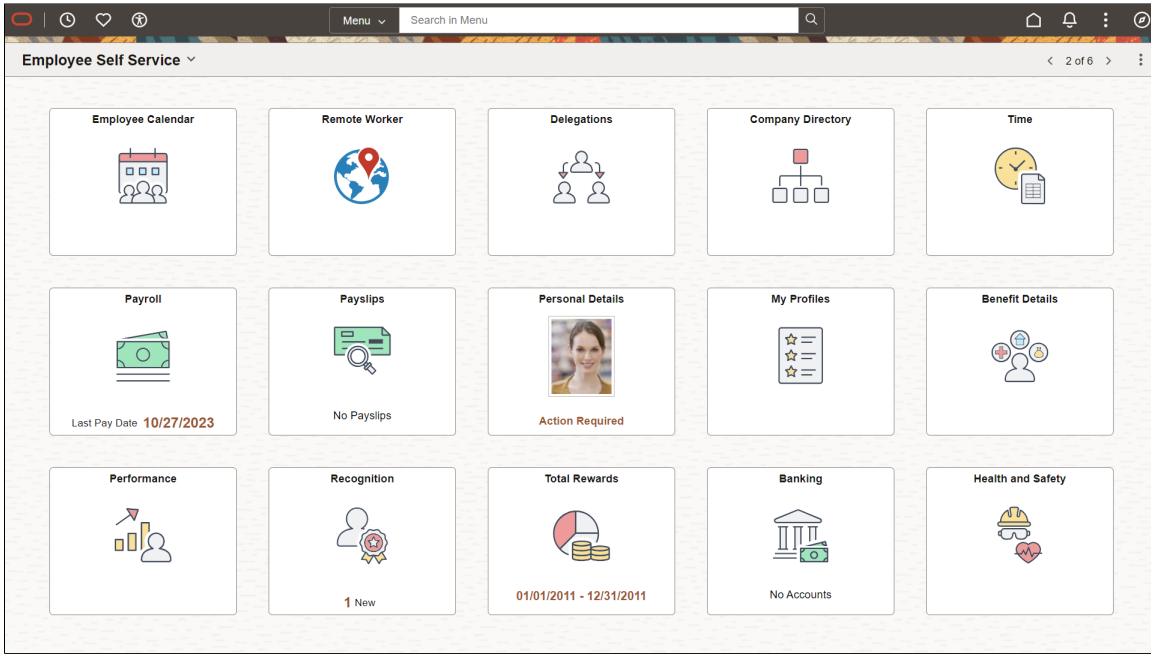 Menu
Search in Menu
Employee Self Service
2 of 6
Employee Calendar
Remote Worker
Delegations
Company Directory
Time
Payroll
Last Pay Date 10/27/2023
Payslips
No Payslips
Personal Details
Action Required
My Profiles
Benefit Details
Performance
Recognition
1 New
Total Rewards
01/01/2011 - 12/31/2011
Banking
No Accounts
Health and Safety